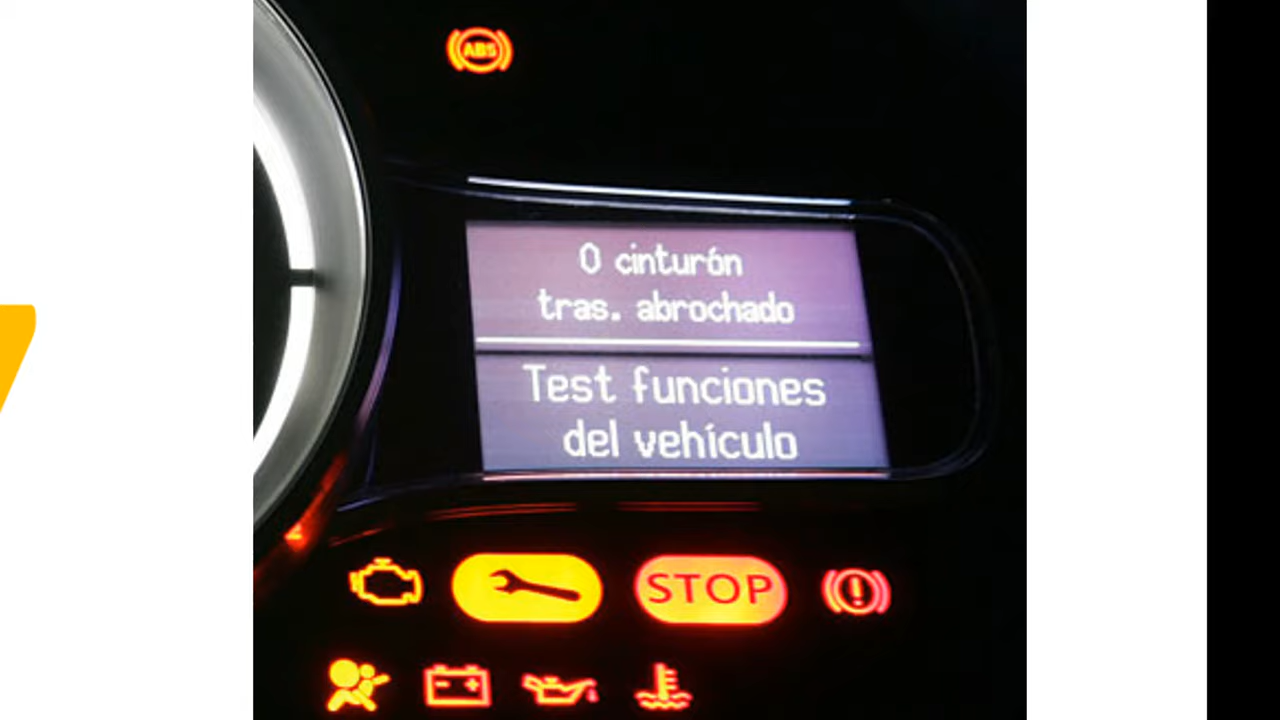 ABS
0 cinturón
tras. abrochado
Test funciones
del vehículo
STOP